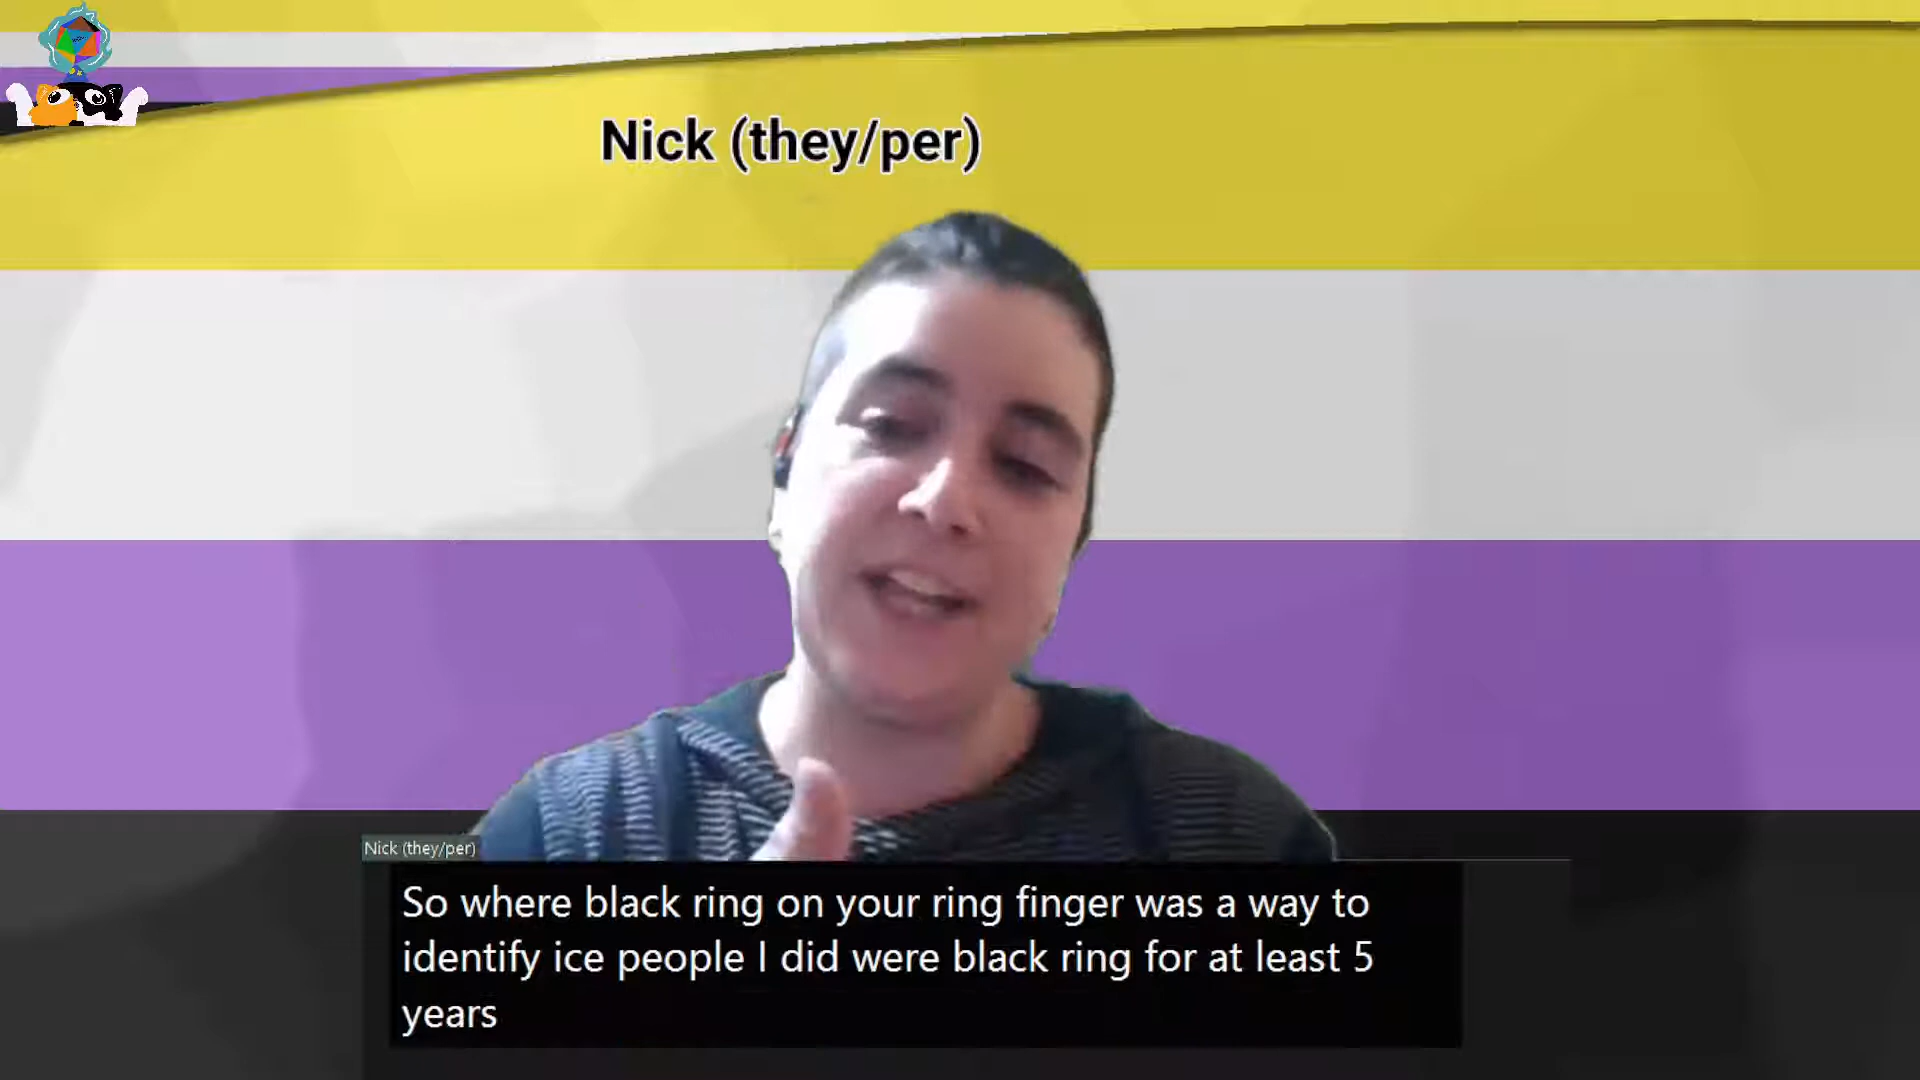 Nick (they/per)
Nick (they/per)
So where black ring on your ring finger was a way to
identify ice people I did were black ring for at least 5
years